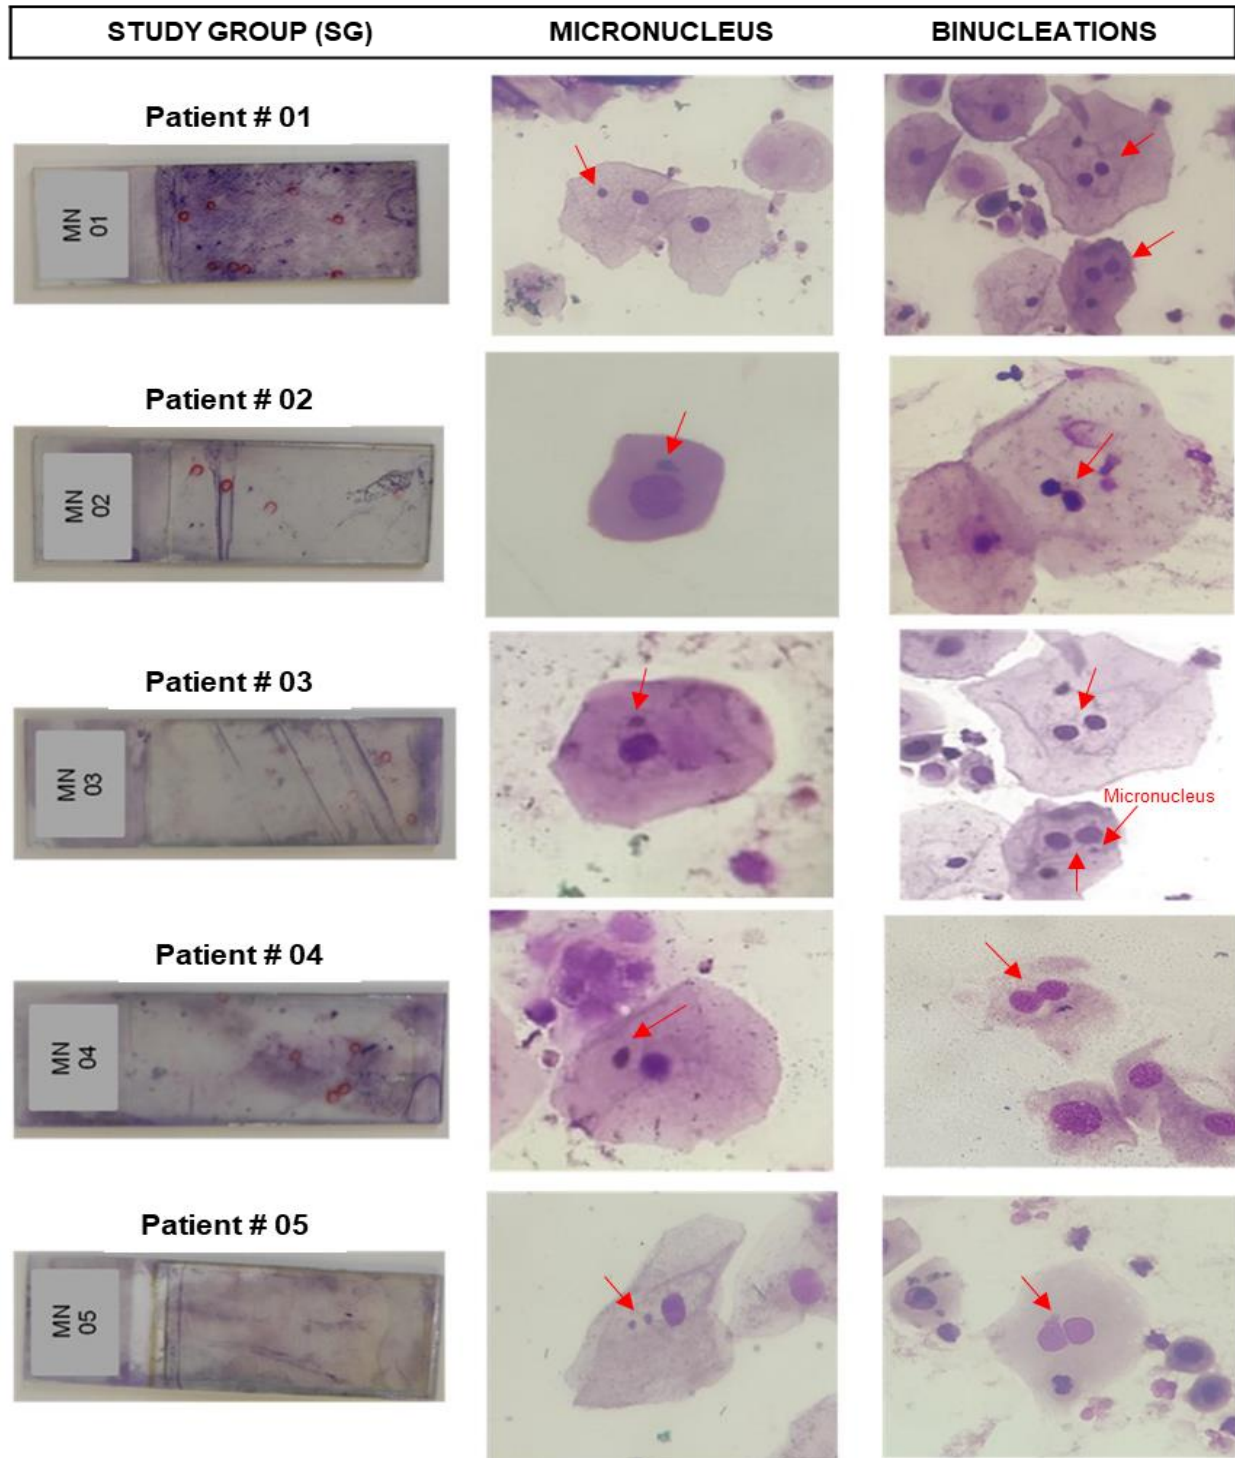 STUDY GROUP (SG) MICRONUCLEUS BINUCLEATIONS
Patient # 01
MN
01
Patient # 02
MN
02
Patient # 03
MN
03
Micronucleus
Patient # 04
MN
04
Patient # 05
MN
05